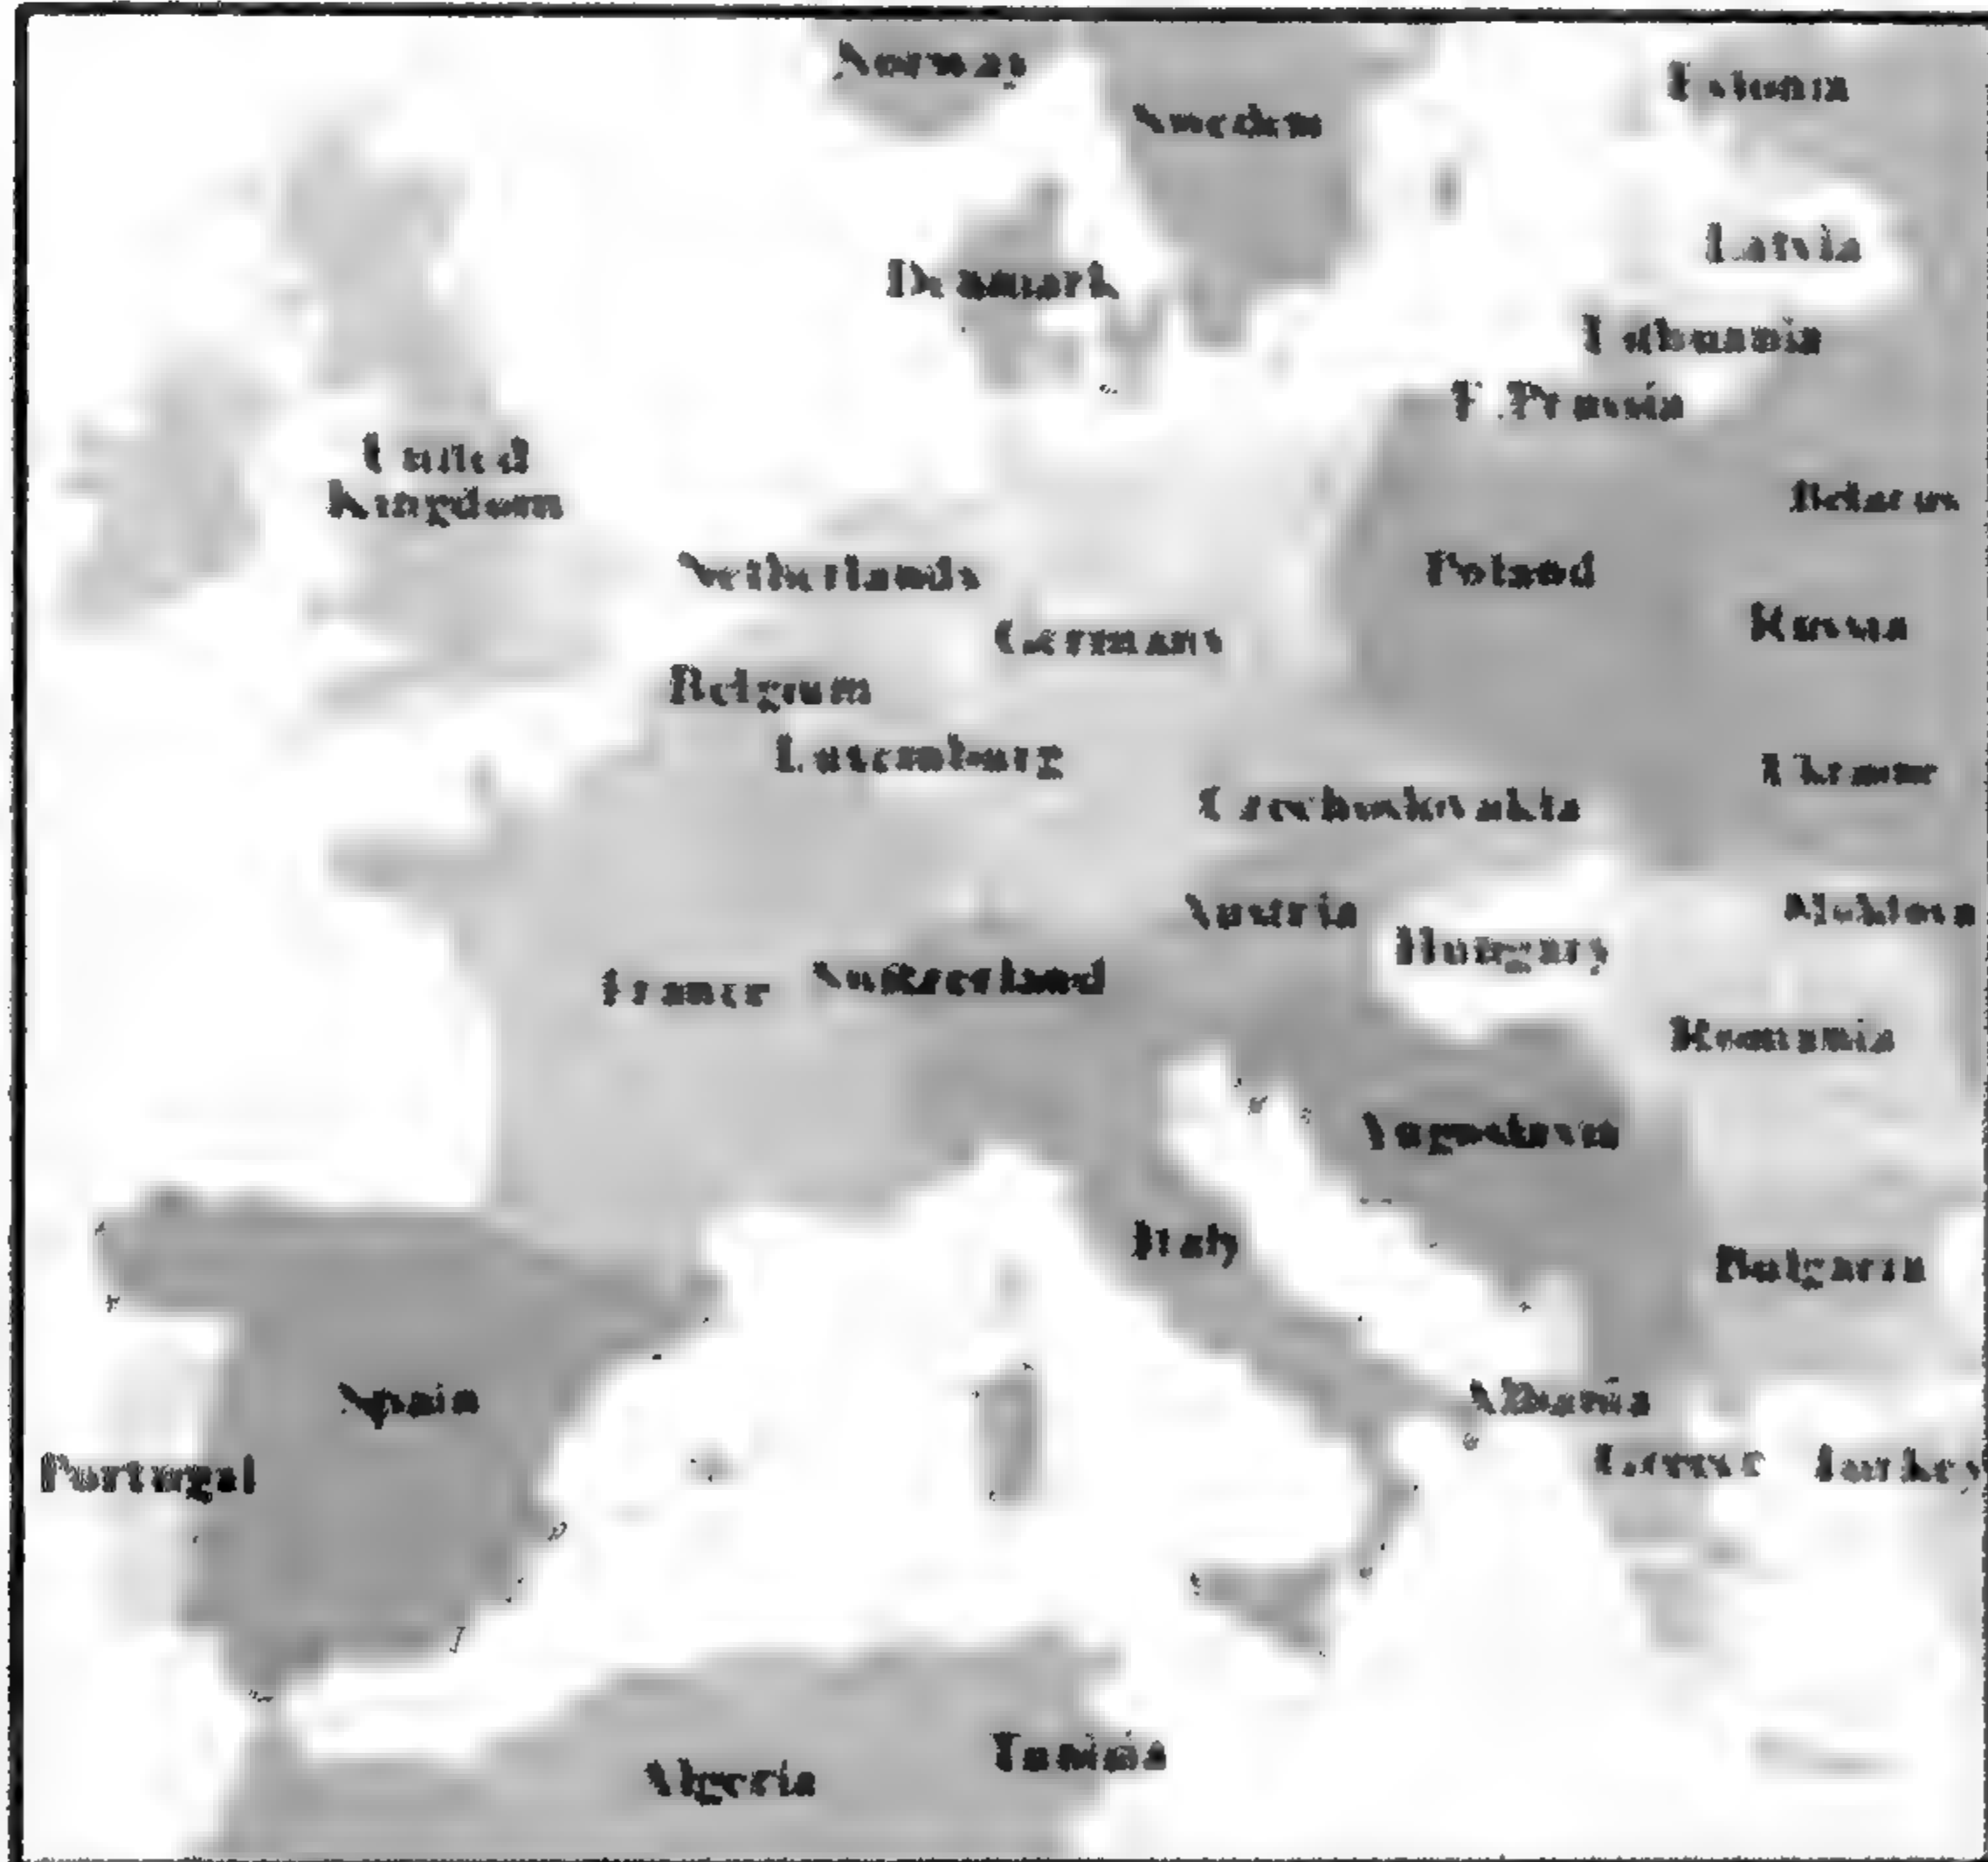 Norway
Estonia
Sweden
Latvia
Denmark
Lithuania
E. Prussia
United
Kingdom
Belarus
Netherlands
Poland
Russia
Germany
Belgium
Luxemburg
Ukraine
Czechoslovakia
Austria
Moldova
Hungary
France
Switzerland
Romania
Yugoslavia
Italy
Bulgaria
Spain
Albania
Portugal
Greece
Turkey
Tunisia
Algeria